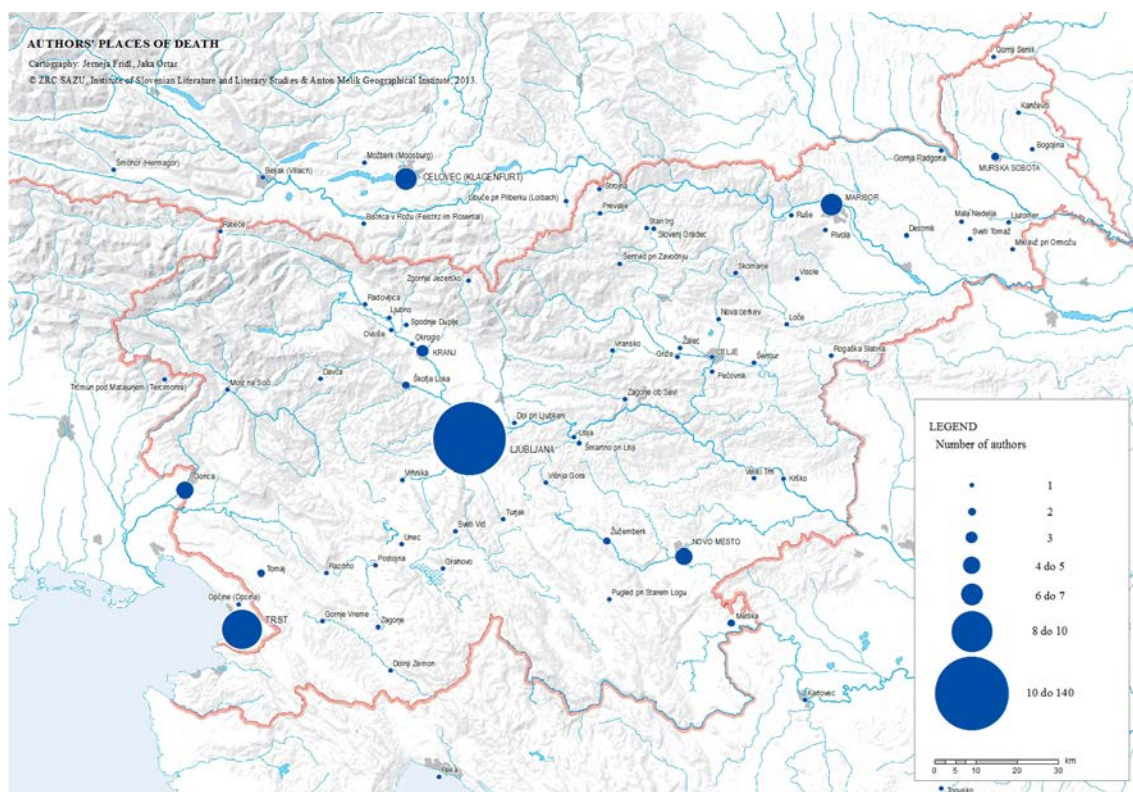 AUTHORS' PLACES OF DEATH
Cartography: Jerneja Fridl, Jaka Ortar
© ZRC SAZU, Institute of Slovenian Literature and Literary Studies & Anton Melik Geographical Institute, 2013.
Gornji Senik
Kančevci
Bogojina
MURSKA SOBOTA
Gornja Radgona
Šmohor (Hermagor)
Beljak (Villach)
Možberk (Moosburg)
CELOVEC (KLAGENFURT)
Bistrica v Rožu (Feistriz im Rosental)
Libuče pri Pliberku (Loibach)
Strojna
Prevalje
Stari trg
Slovenj Gradec
MARIBOR
Ruše
Pivola
Destrnik
Mala Nedelja
Ljutomer
Sveti Tomaž
Miklavž pri Ormožu
Šentvid pri Zavodnju
Skomarje
Visole
Zgornje Jezersko
Radovljica
Ljubno
Ovsiše
Spodnje Duplje
Okroglo
KRANJ
Škofja Loka
Davča
Nova cerkev
Loče
Vransko
Žalec
Griže
CELJE
Šentjur
Pečovnik
Rogaška Slatina
Trčmun pod Matajurjem (Tercimonte)
Most na Soči
Zagorje ob Savi
Dol pri Ljubljani
LJUBLJANA
Litija
Šmartno pri Litiji
Vrhnika
Višnja Gora
Veliki Trn
Krško
Gorica
Turjak
Sveti Vid
Unec
Žužemberk
NOVO MESTO
Tomaj
Razdrto
Postojna
Grahovo
Pugled pri Starem Logu
Metlika
Opčine (Opicina)
TRST
Gornje Vreme
Zagorje
Dolnji Zemon
Karlovec
Reka
Topusko
LEGEND
Number of authors
1
2
3
4 do 5
6 do 7
8 do 10
10 do 140
0 5 10 20 30 km